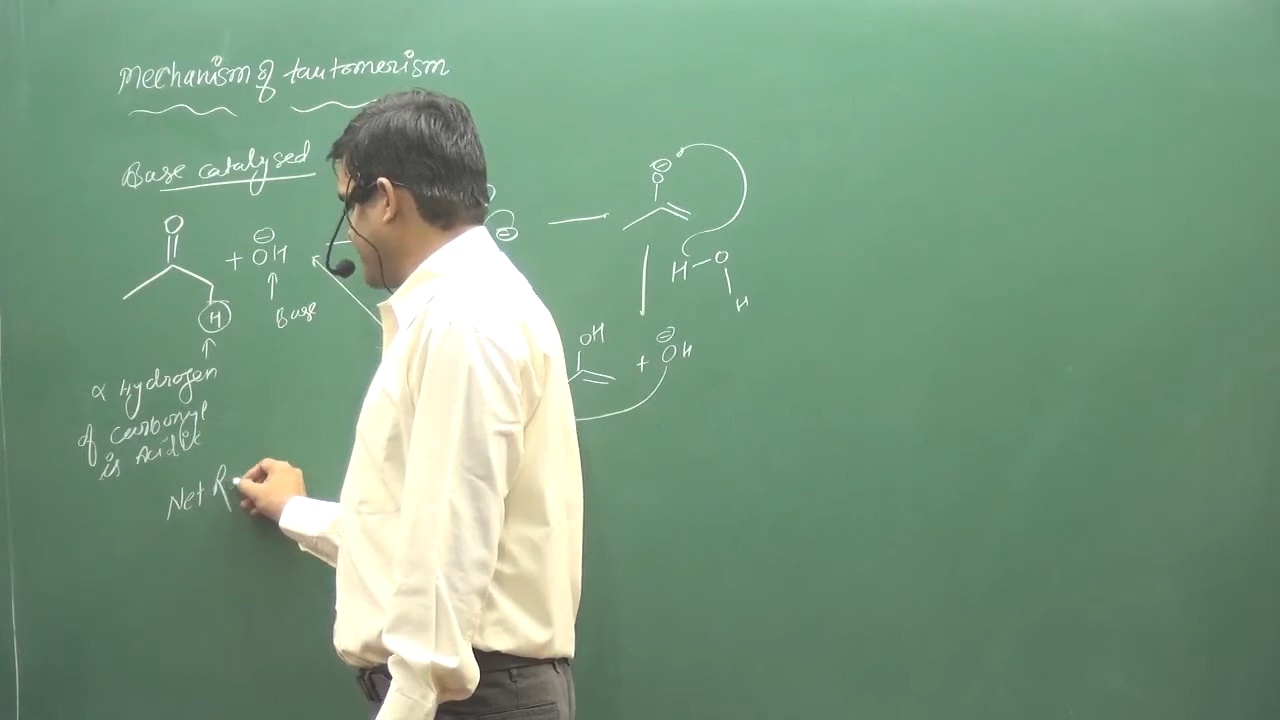 Mechanism of tautomerism
Base catalysed
O
+ ⊖OH
H
Base
⊖
⊖
O
H-O
H
OH
+ ⊖OH
α Hydrogen
of carbonyl
is Acidic
Net R